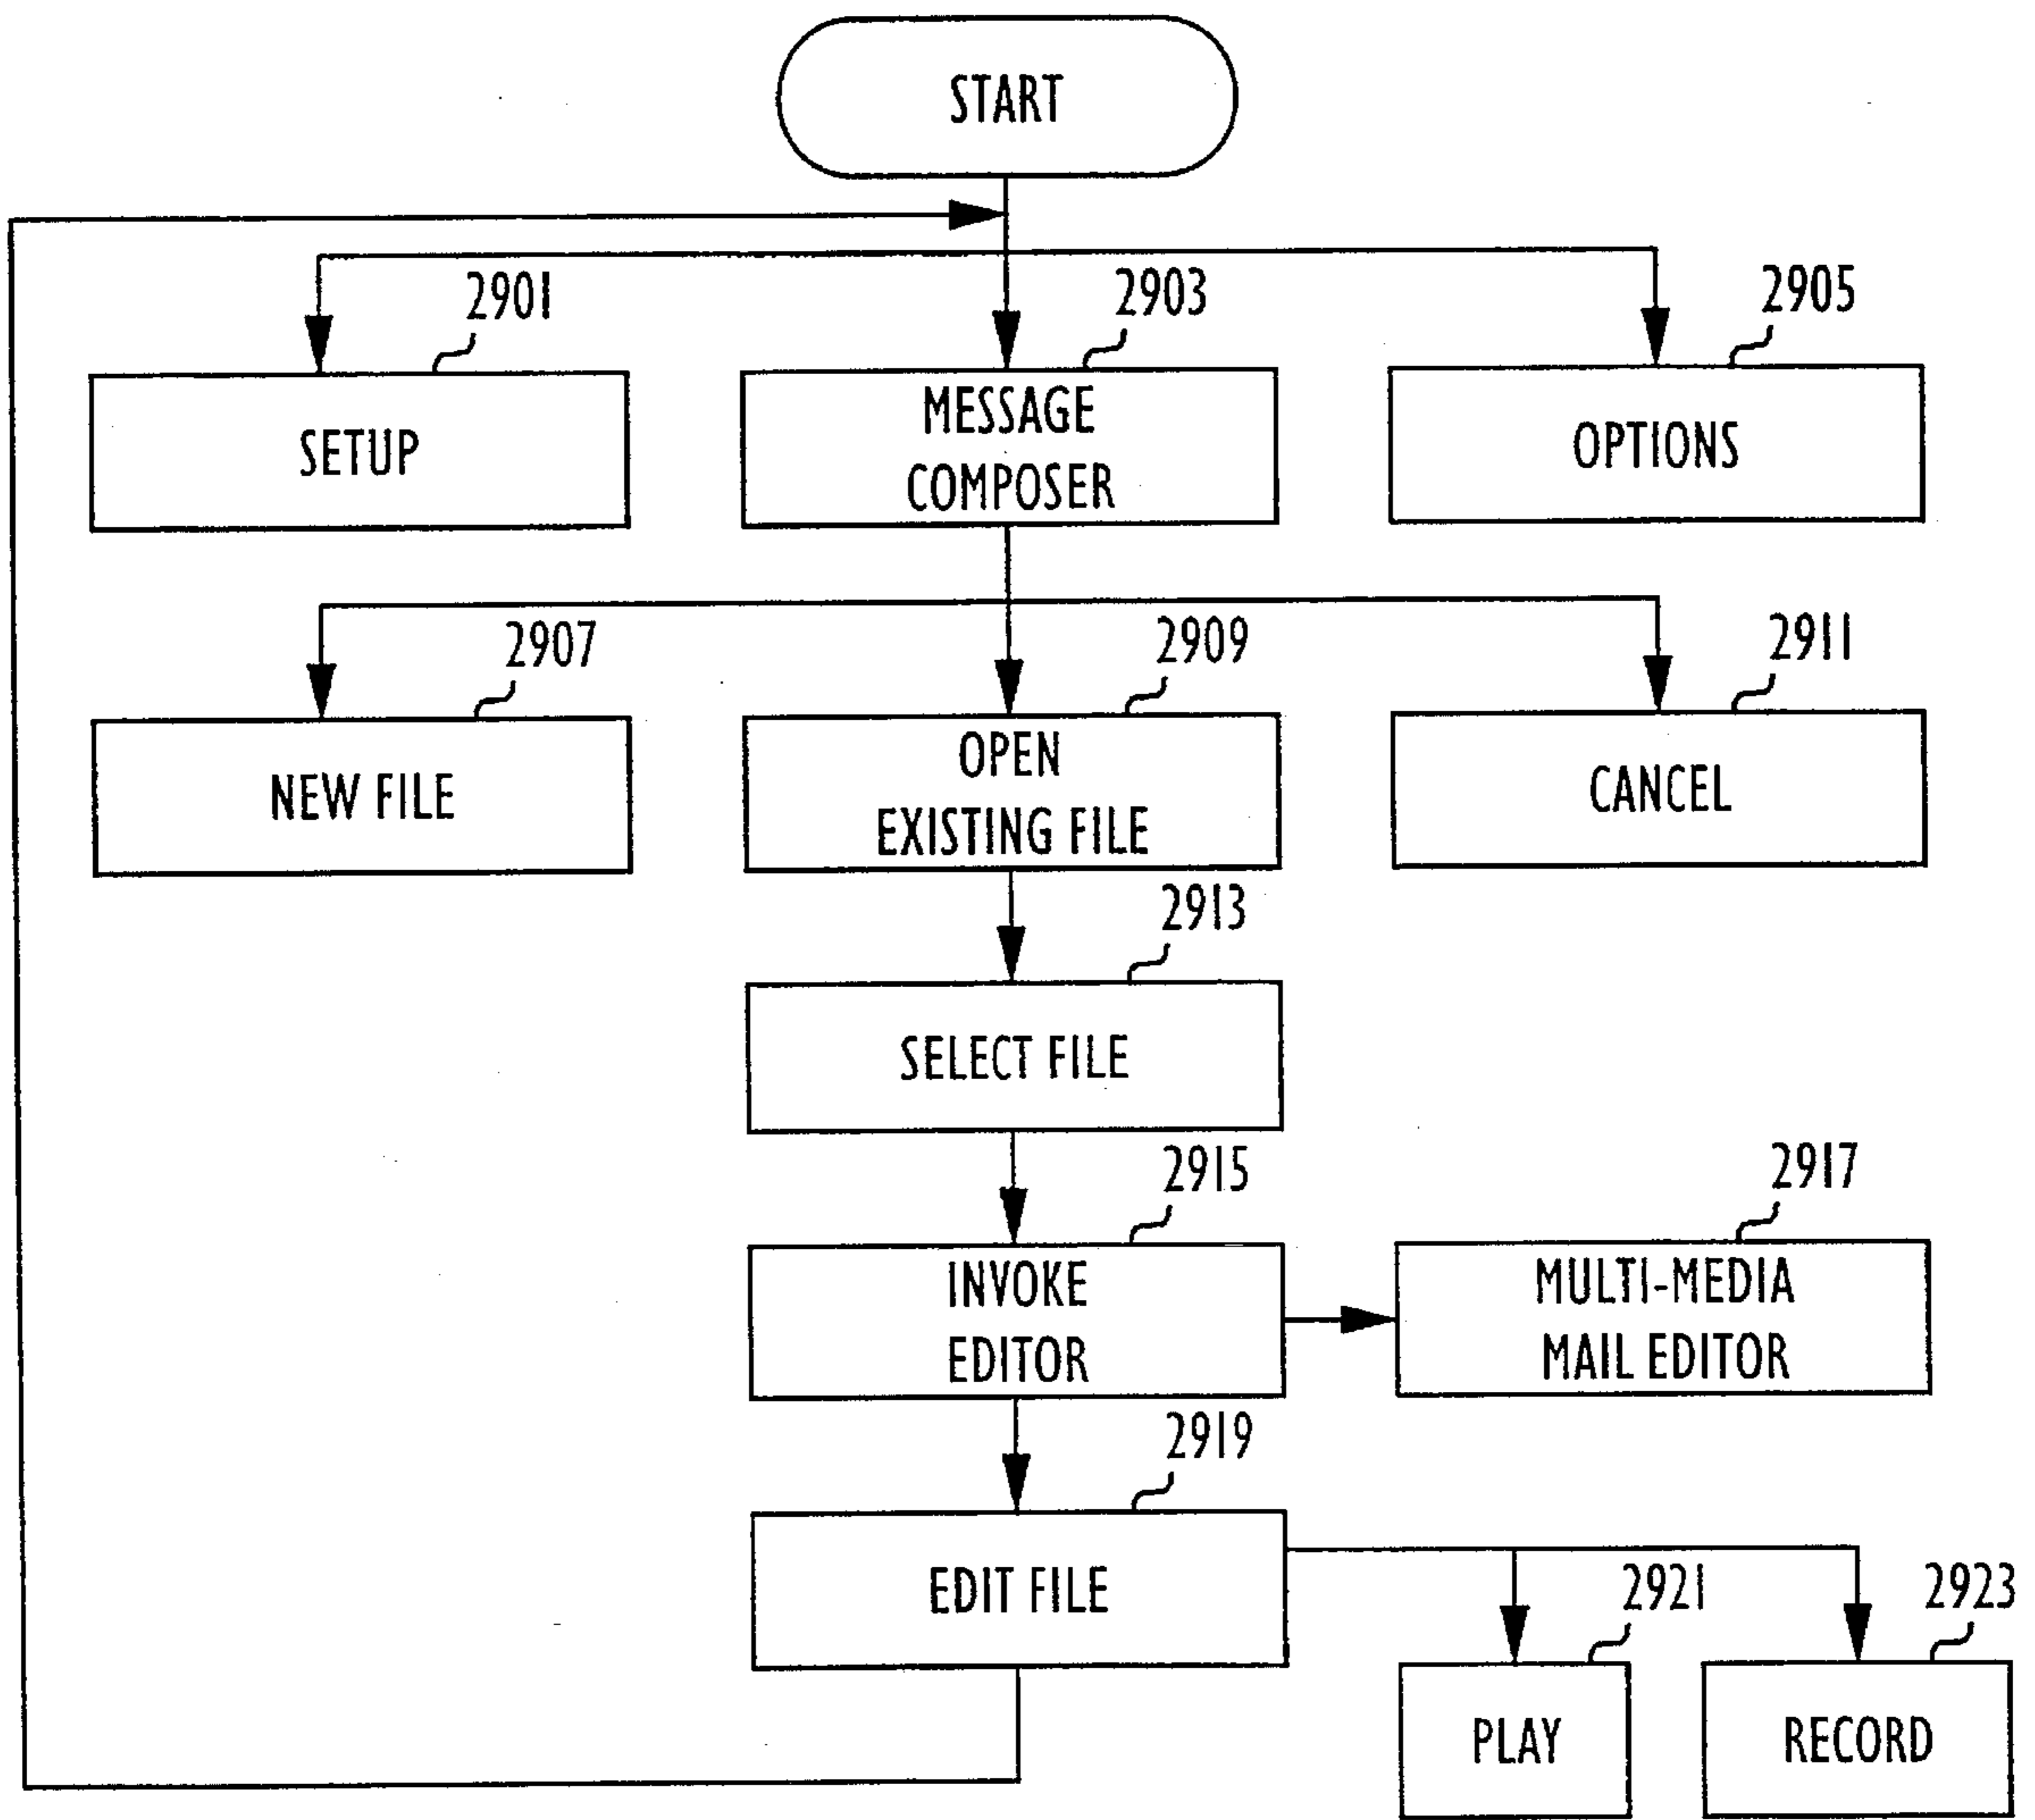 START
2901
2903
2905
SETUP
MESSAGE
COMPOSER
OPTIONS
2907
2909
2911
NEW FILE
OPEN
EXISTING FILE
CANCEL
2913
SELECT FILE
2915
2917
INVOKE
EDITOR
MULTI-MEDIA
MAIL EDITOR
2919
EDIT FILE
2921
2923
PLAY
RECORD